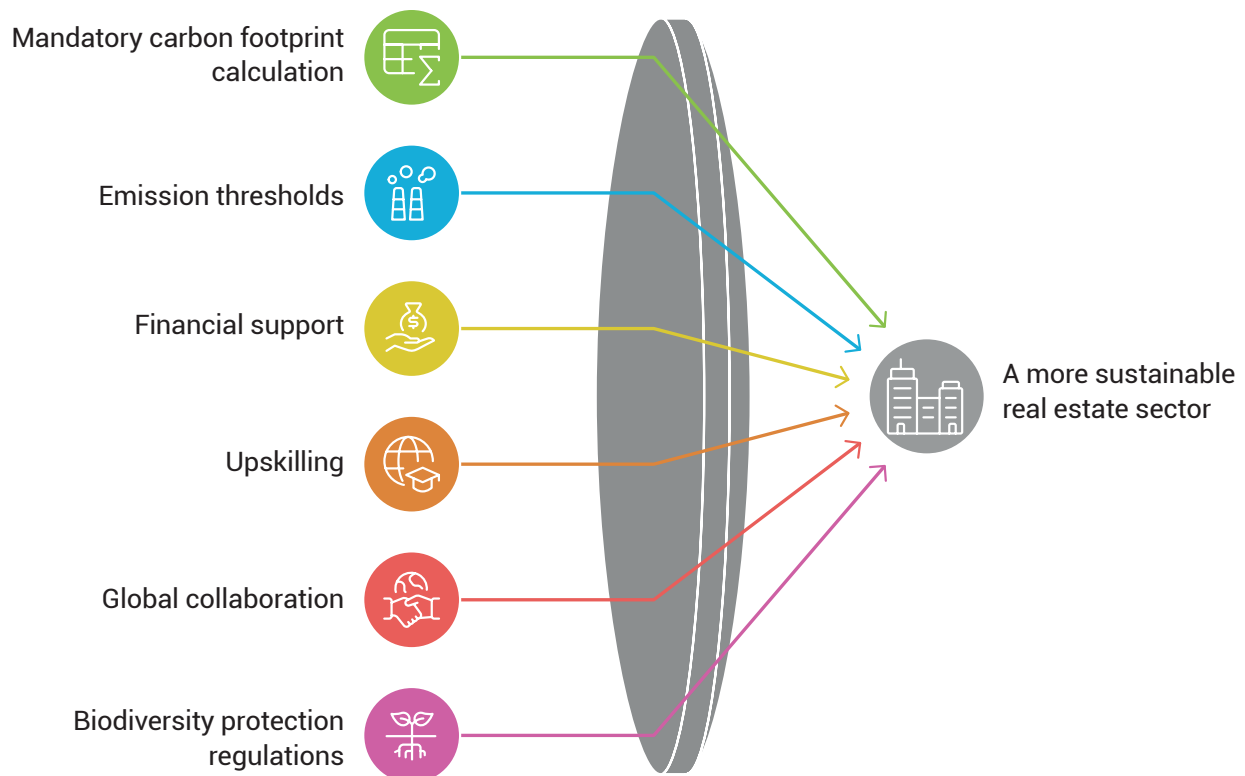 Mandatory carbon footprint
calculation
Emission thresholds
Financial support
$
Upskilling
Global collaboration
Biodiversity protection
regulations
A more sustainable
real estate sector